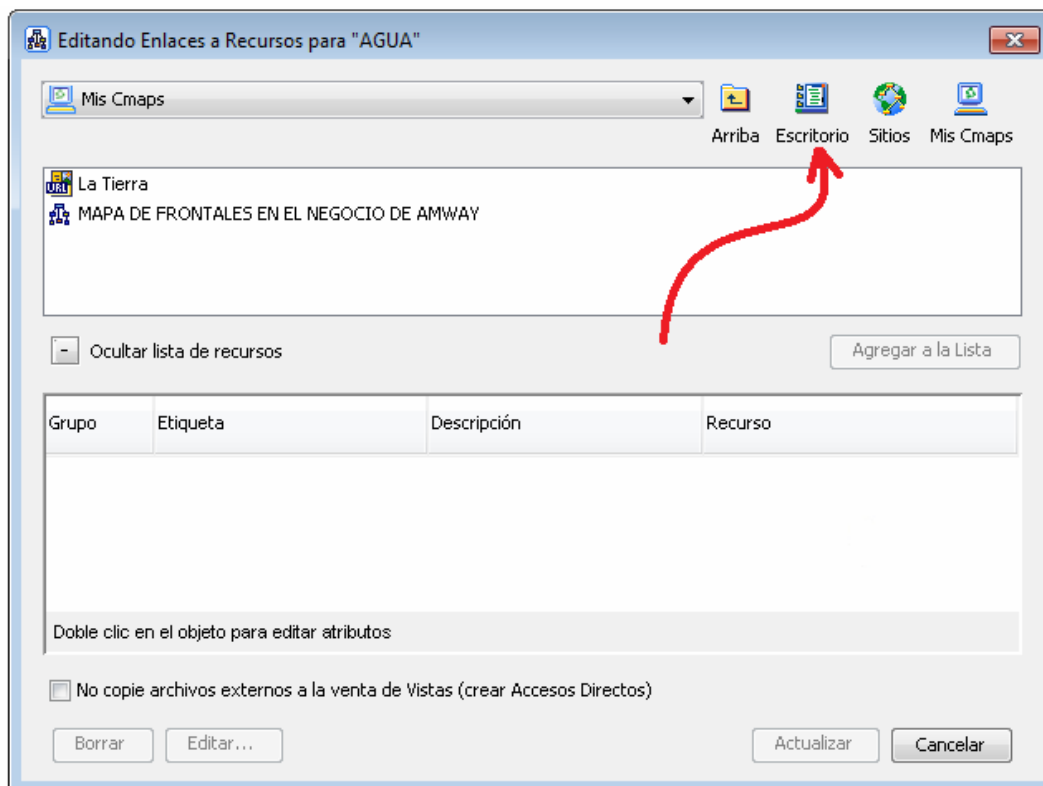 Editando Enlaces a Recursos para "AGUA"
Mis Cmaps
Arriba Escritorio Sitios Mis Cmaps
URL La Tierra
MAPA DE FRONTALES EN EL NEGOCIO DE AMWAY
- Ocultar lista de recursos
Agregar a la Lista
Grupo Etiqueta Descripción Recurso
Doble clic en el objeto para editar atributos
No copie archivos externos a la venta de Vistas (crear Accesos Directos)
Borrar Editar... Actualizar Cancelar